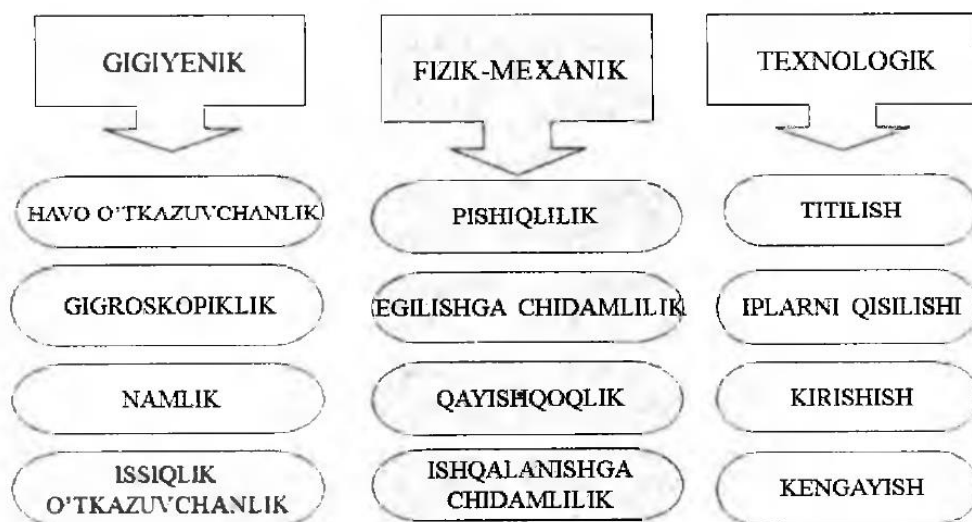 GIGIYENIK
HAVO O'TKAZUVCHANLIK
GIGROSKOPIKLIK
NAMLIK
ISSIQLIK
O'TKAZUVCHANLIK
FIZIK-MEXANIK
PISHIQLILIK
EGILISHGA CHIDAMLILIK
QAYISHQOQLIK
ISHQALANISHGA
CHIDAMLILIK
TEXNOLOGIK
TITILISH
IPLARNI QISILISHI
KIRISHISH
KENGAYISH